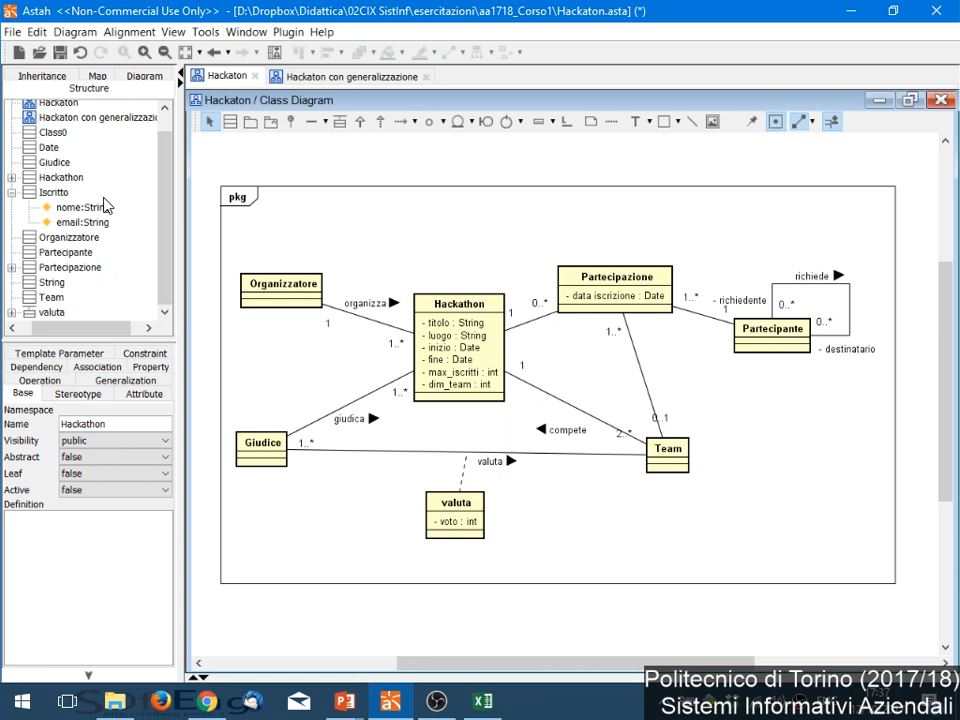 Astah <<Non-Commercial Use Only>> - [D:\Dropbox\Didattica\02CIX SistInf\esercitazioni\aa1718_Corso1\Hackaton.asta] (*)
File Edit Diagram Alignment View Tools Window Plugin Help
Inheritance Map Diagram
Structure
Hackaton
Hackaton con generalizzazio
Class0
Date
Giudice
Hackathon
Iscritto
nome:Strin
email:String
Organizzatore
Partecipante
Partecipazione
String
Team
valuta
Template Parameter Constraint
Dependency Association Property
Operation Generalization
Base Stereotype Attribute
Namespace
Name Hackathon
Visibility public
Abstract false
Leaf false
Active false
Definition
Hackaton Hackaton con generalizzazione
Hackaton / Class Diagram
pkg
Organizzatore
organizza
1
1..*
Hackathon
- titolo : String
- luogo : String
- inizio : Date
- fine : Date
- max_iscritti : int
- dim_team : int
1
0..*
Partecipazione
- data iscrizione : Date
1..*
- richiedente
1
richiede
0..*
0..*
Partecipante
- destinatario
1..*
1
giudica
1..*
compete
2..*
0..1
Giudice
1..*
valuta
Team
valuta
- voto : int
Politecnico di Torino (2017/18)
Sistemi Informativi Aziendali
17:37